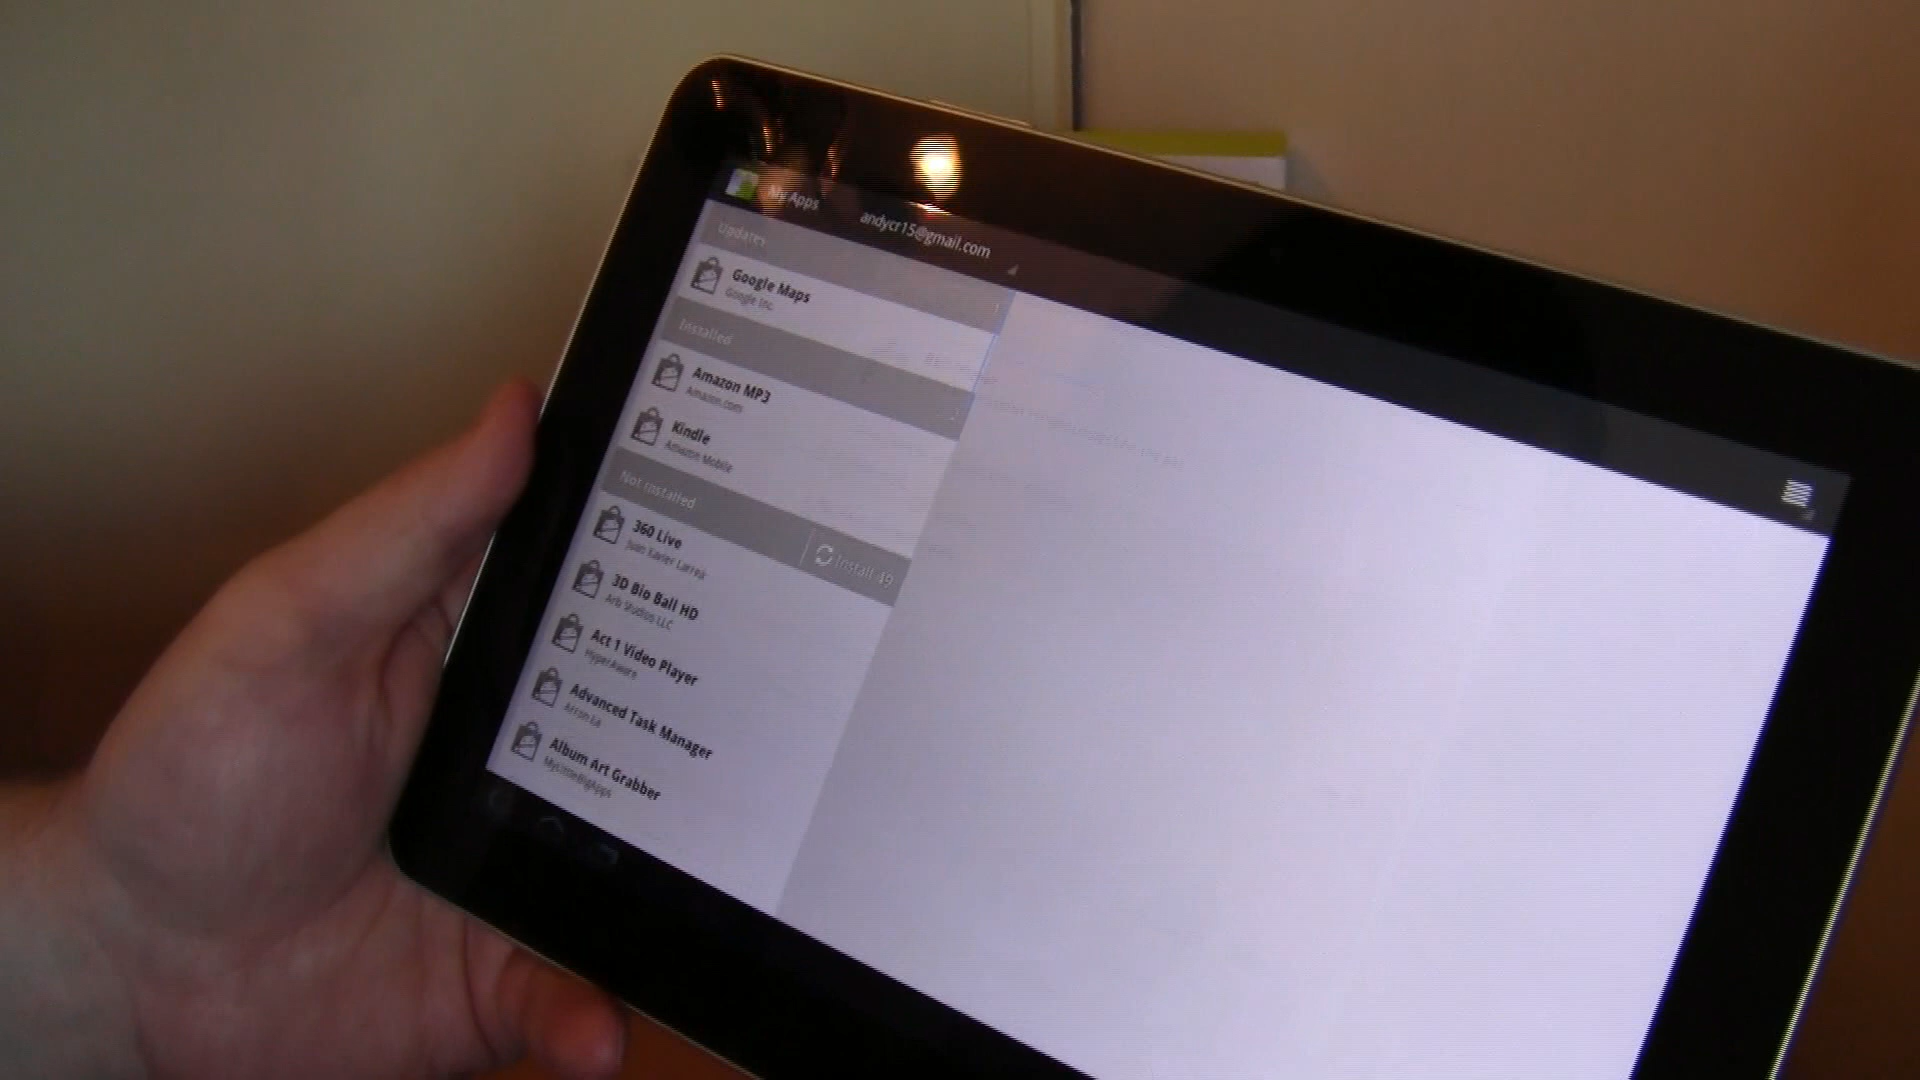 My Apps
andycr15@gmail.com
Updates
Google Maps
Google Inc.
Installed
Amazon MP3
Amazon.com
Kindle
Amazon Mobile
Not installed
Install 49
360 Live
Juan Xavier Larrea
3D Bio Ball HD
Arb Studios LLC
Act 1 Video Player
HyperAware
Advanced Task Manager
Arron La
Album Art Grabber
MyLittleBigApps